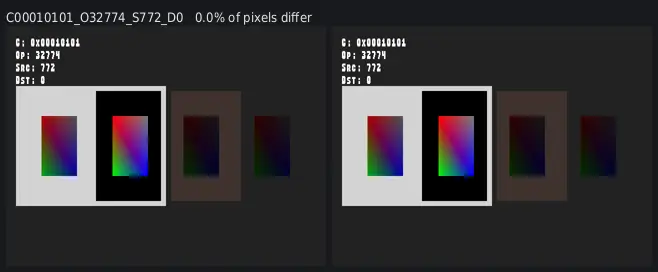 C00010101_O32774_S772_D0 0.0% of pixels differ
C: 0x00010101
Op: 32774
Src: 772
Dst: 0
C: 0x00010101
Op: 32774
Src: 772
Dst: 0